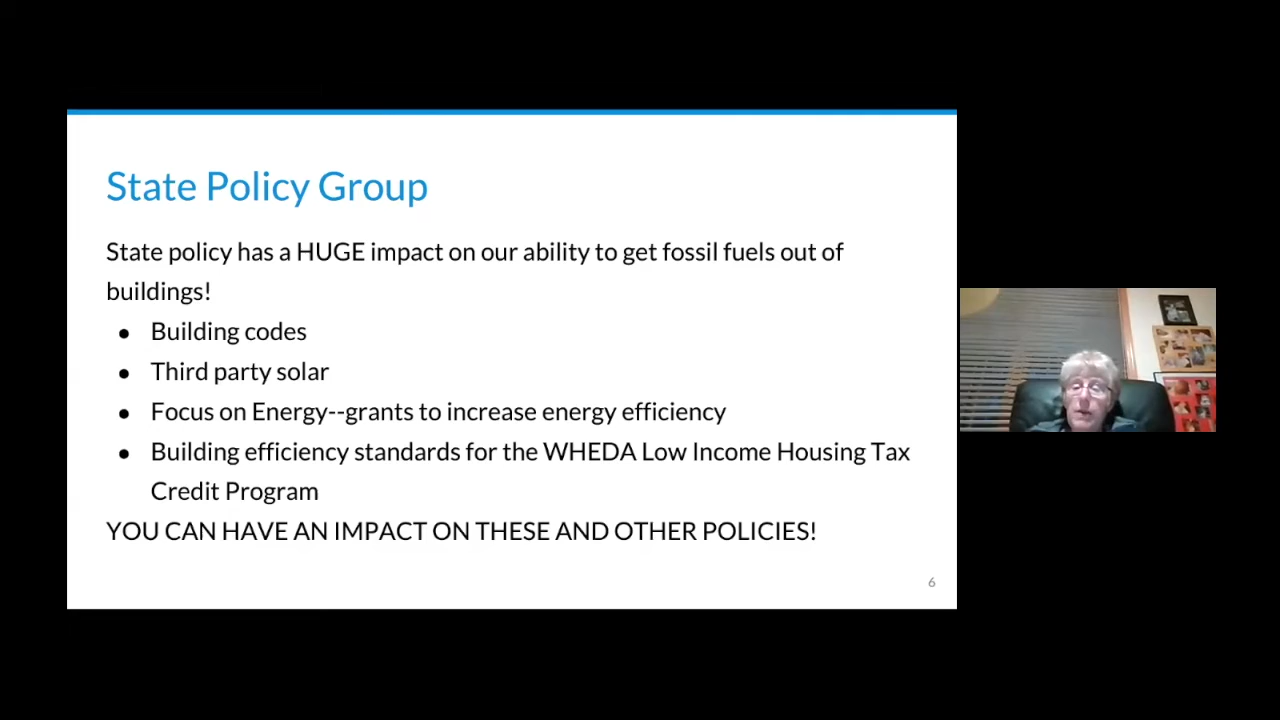 State Policy Group
State policy has a HUGE impact on our ability to get fossil fuels out of
buildings!
● Building codes
● Third party solar
● Focus on Energy--grants to increase energy efficiency
● Building efficiency standards for the WHEDA Low Income Housing Tax
Credit Program
YOU CAN HAVE AN IMPACT ON THESE AND OTHER POLICIES!
6